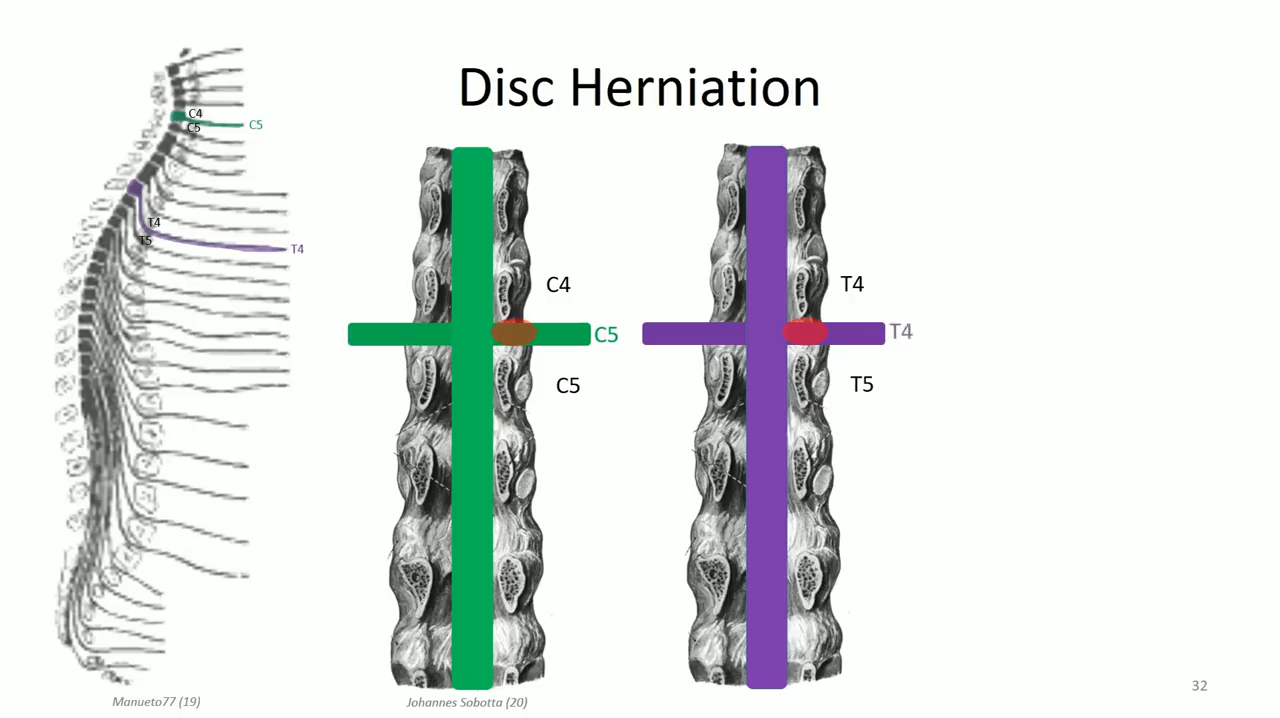 Disc Herniation
C4
C5
C5
T4
T5
T4
C4
C5
C5
T4
T4
T5
32
Manueto77 (19)
Johannes Sobotta (20)